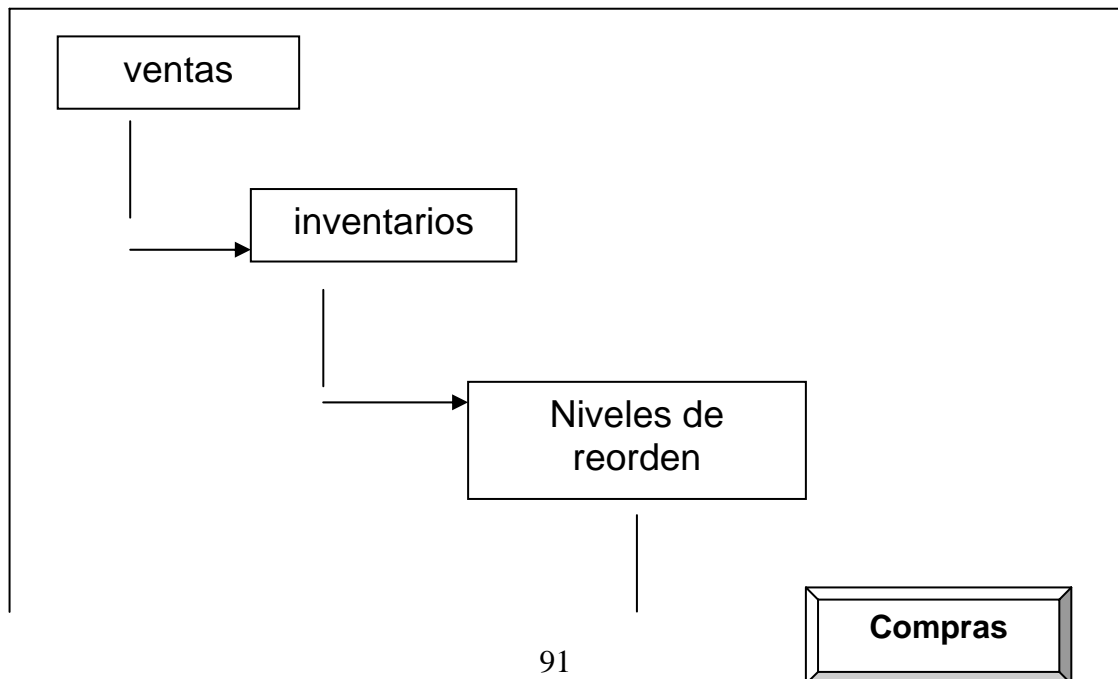 ventas
inventarios
Niveles de
reorden
Compras
91